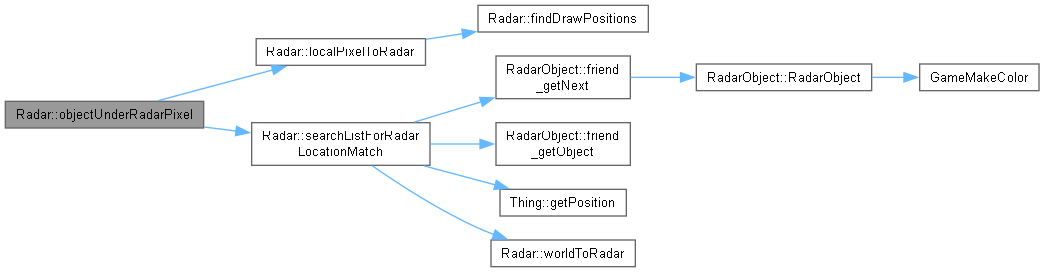 Radar::findDrawPositions
Radar::localPixelToRadar
RadarObject::friend
_getNext
RadarObject::RadarObject
GameMakeColor
Radar::objectUnderRadarPixel
Radar::searchListForRadar
LocationMatch
RadarObject::friend
_getObject
Thing::getPosition
Radar::worldToRadar